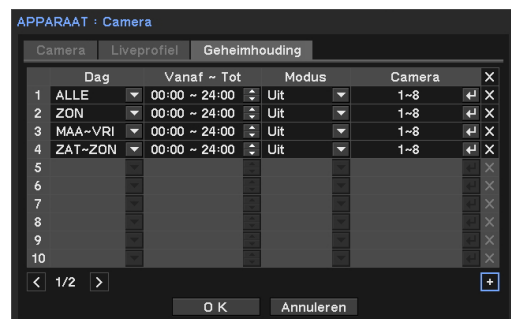 APPARAAT : Camera
Camera Liveprofiel Geheimhouding
Dag Vanaf ~ Tot Modus Camera X
1 ALLE 00:00 ~ 24:00 Uit 1~8 X
2 ZON 00:00 ~ 24:00 Uit 1~8 X
3 MAA~VRI 00:00 ~ 24:00 Uit 1~8 X
4 ZAT~ZON 00:00 ~ 24:00 Uit 1~8 X
5 X
6 X
7 X
8 X
9 X
10 X
< 1/2 > +
OK Annuleren